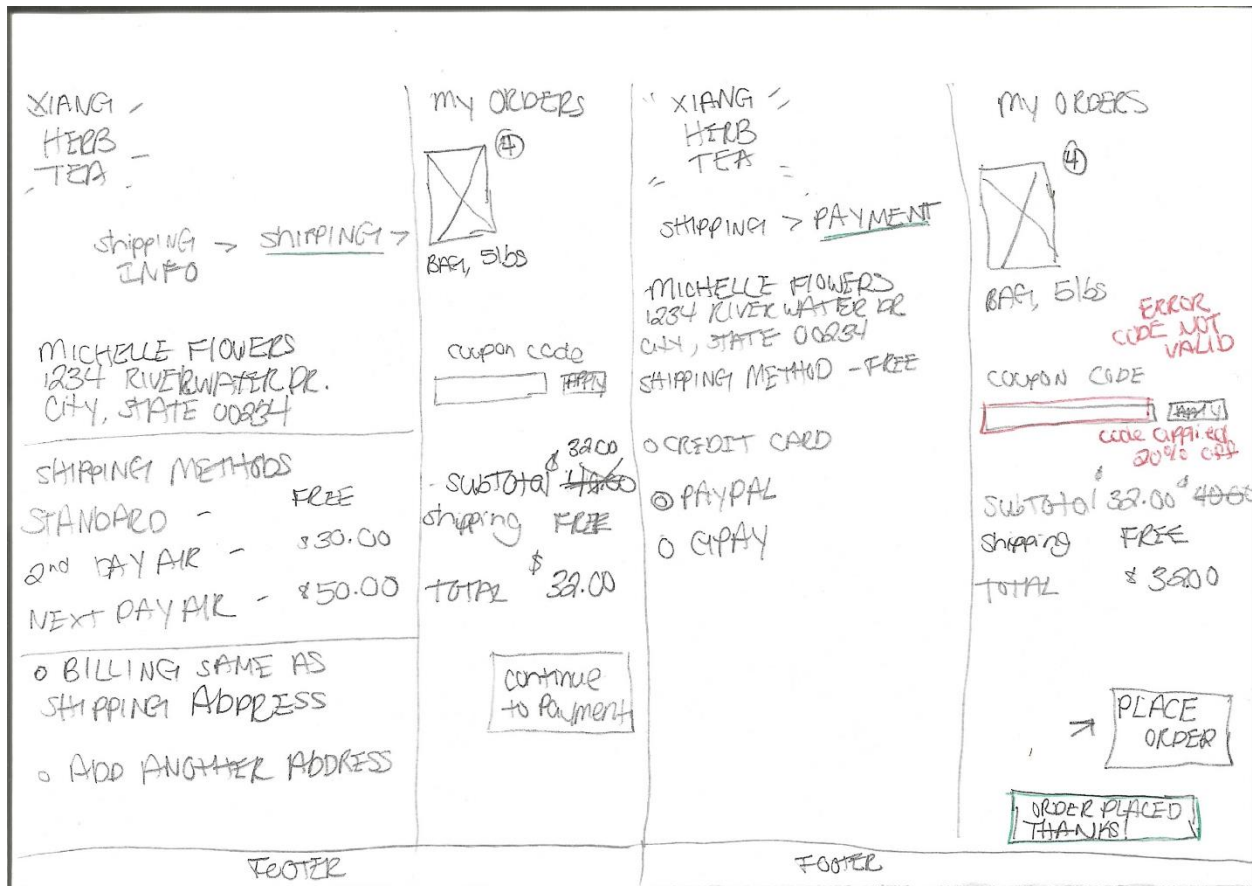 XIANG
HERB
TEA
shipping > SHIPPING >
INFO
MICHELLE FLOWERS
1234 RIVERWATER DR.
CITY, STATE 00234
SHIPPING METHODS
STANDARD - FREE
2nd DAY AIR - $30.00
NEXT DAY AIR - $50.00
BILLING SAME AS
SHIPPING ADDRESS
ADD ANOTHER ADDRESS
My ORDERS
4
BAG, 5lbs
coupon code
APPLY
$ 32.00
SUBTOTAL 40.00
shipping FREE
TOTAL $ 32.00
continue
to Payment
FOOTER
XIANG
HERB
TEA
SHIPPING > PAYMENT
MICHELLE FLOWERS
1234 RIVERWATER DR
CITY, STATE 00234
SHIPPING METHOD - FREE
CREDIT CARD
PAYPAL
GPAY
My ORDERS
4
BAG, 5lbs
ERROR
CODE NOT
VALID
COUPON CODE
APPLY
code applied
20% OFF
SUBTOTAL $ 32.00 $ 40.00
shipping FREE
TOTAL $ 32.00
PLACE
ORDER
ORDER PLACED
THANKS!
FOOTER